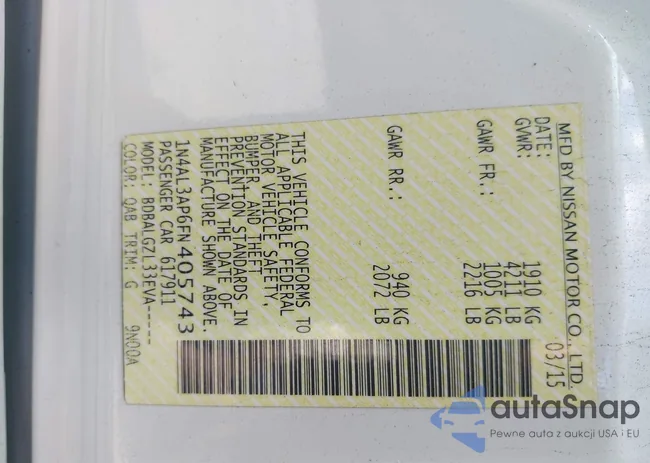 MFD BY NISSAN MOTOR CO., LTD.
DATE: 03/15
GVWR: 1910 KG
4211 LB
GAWR FR.: 1005 KG
2216 LB
GAWR RR.: 940 KG
2072 LB
THIS VEHICLE CONFORMS TO
ALL APPLICABLE FEDERAL
MOTOR VEHICLE SAFETY,
BUMPER, AND THEFT
PREVENTION STANDARDS IN
EFFECT ON THE DATE OF
MANUFACTURE SHOWN ABOVE.
1N4AL3AP6FN405743
PASSENGER CAR 617911
MODEL: BDBALGZL33EVA-----
COLOR: QAB TRIM: G 9N00A
autaSnap
Pewne auta z aukcji USA i EU